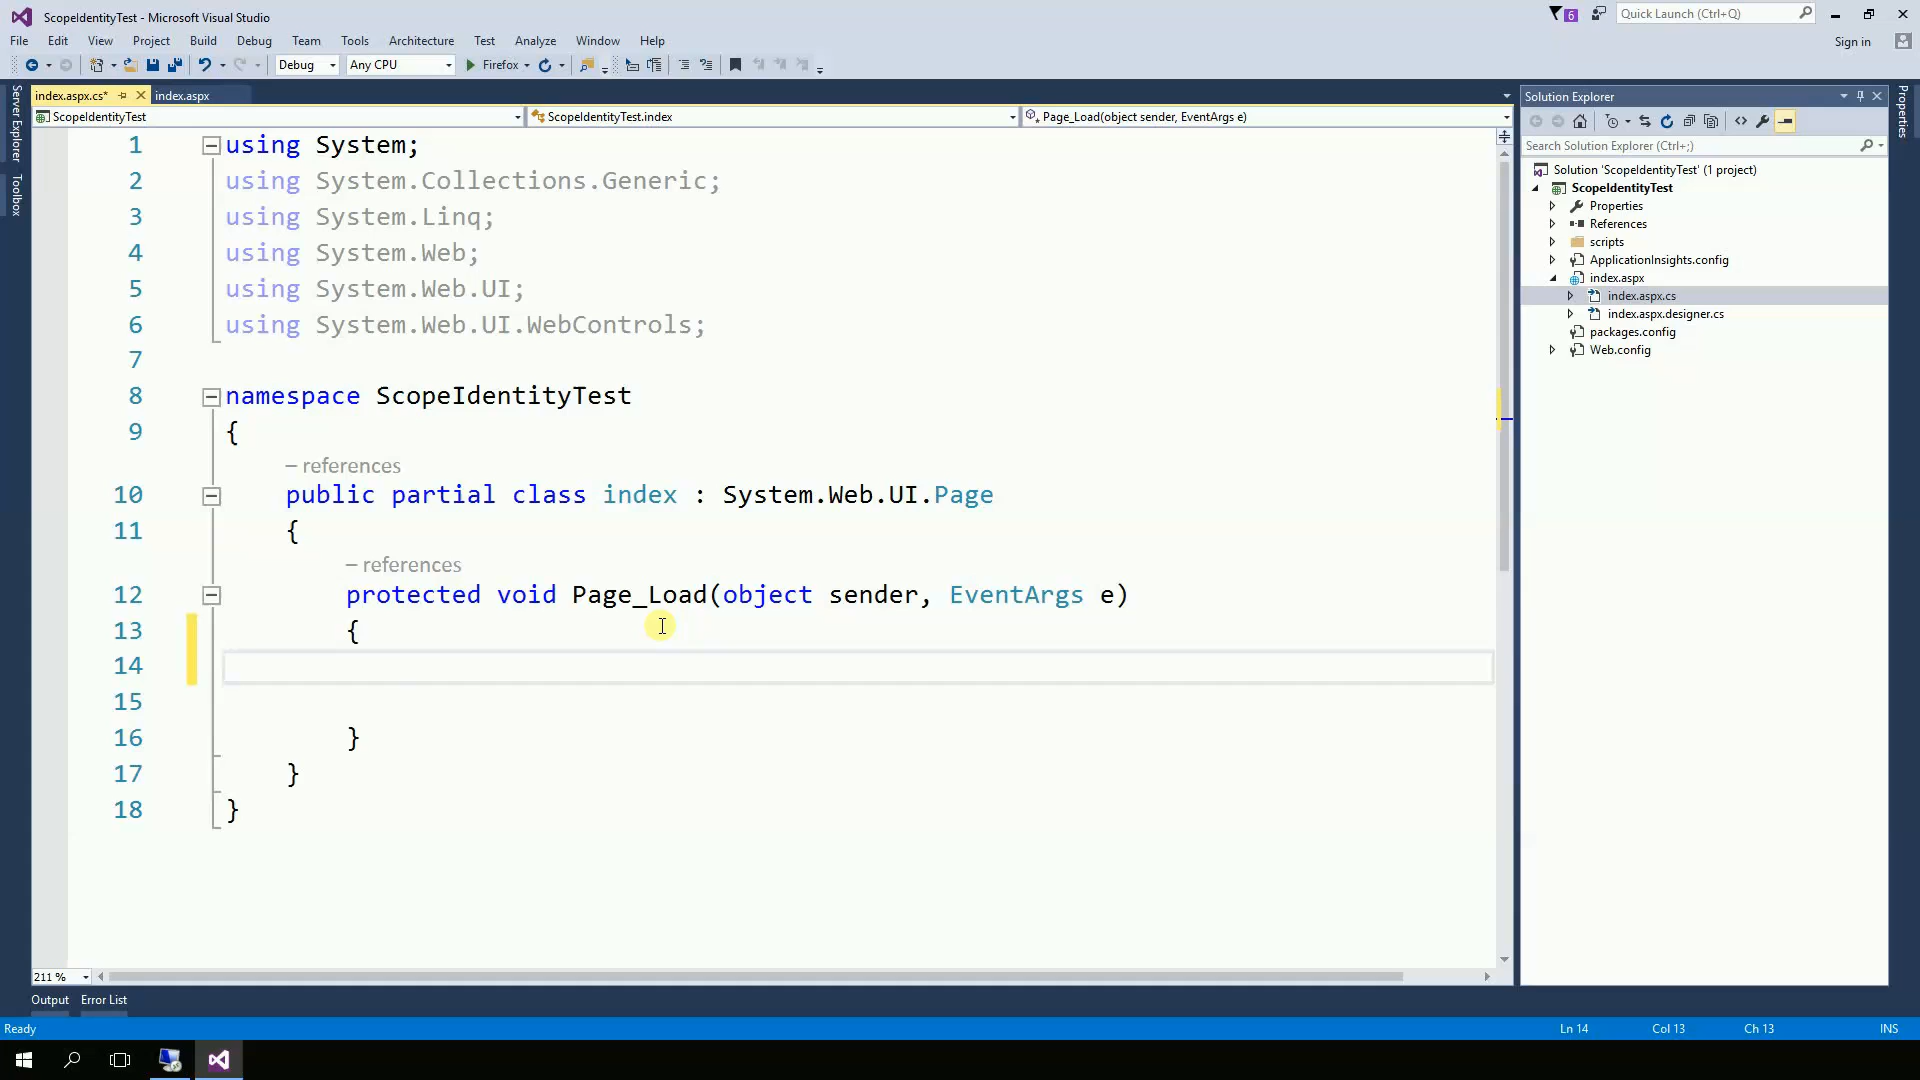 ScopeIdentityTest - Microsoft Visual Studio
6
Quick Launch (Ctrl+Q)
File Edit View Project Build Debug Team Tools Architecture Test Analyze Window Help
Sign in
Debug Any CPU Firefox
index.aspx.cs* index.aspx
ScopeIdentityTest ScopeIdentityTest.index Page_Load(object sender, EventArgs e)
Server Explorer
Toolbox
1 using System;
2 using System.Collections.Generic;
3 using System.Linq;
4 using System.Web;
5 using System.Web.UI;
6 using System.Web.UI.WebControls;
7
8 namespace ScopeIdentityTest
9 {
– references
10 public partial class index : System.Web.UI.Page
11 {
– references
12 protected void Page_Load(object sender, EventArgs e)
13 {
14
15
16 }
17 }
18 }
211 %
Solution Explorer
Search Solution Explorer (Ctrl+;)
Solution 'ScopeIdentityTest' (1 project)
ScopeIdentityTest
Properties
References
scripts
ApplicationInsights.config
index.aspx
index.aspx.cs
index.aspx.designer.cs
packages.config
Web.config
Properties
Output Error List
Ready Ln 14 Col 13 Ch 13 INS